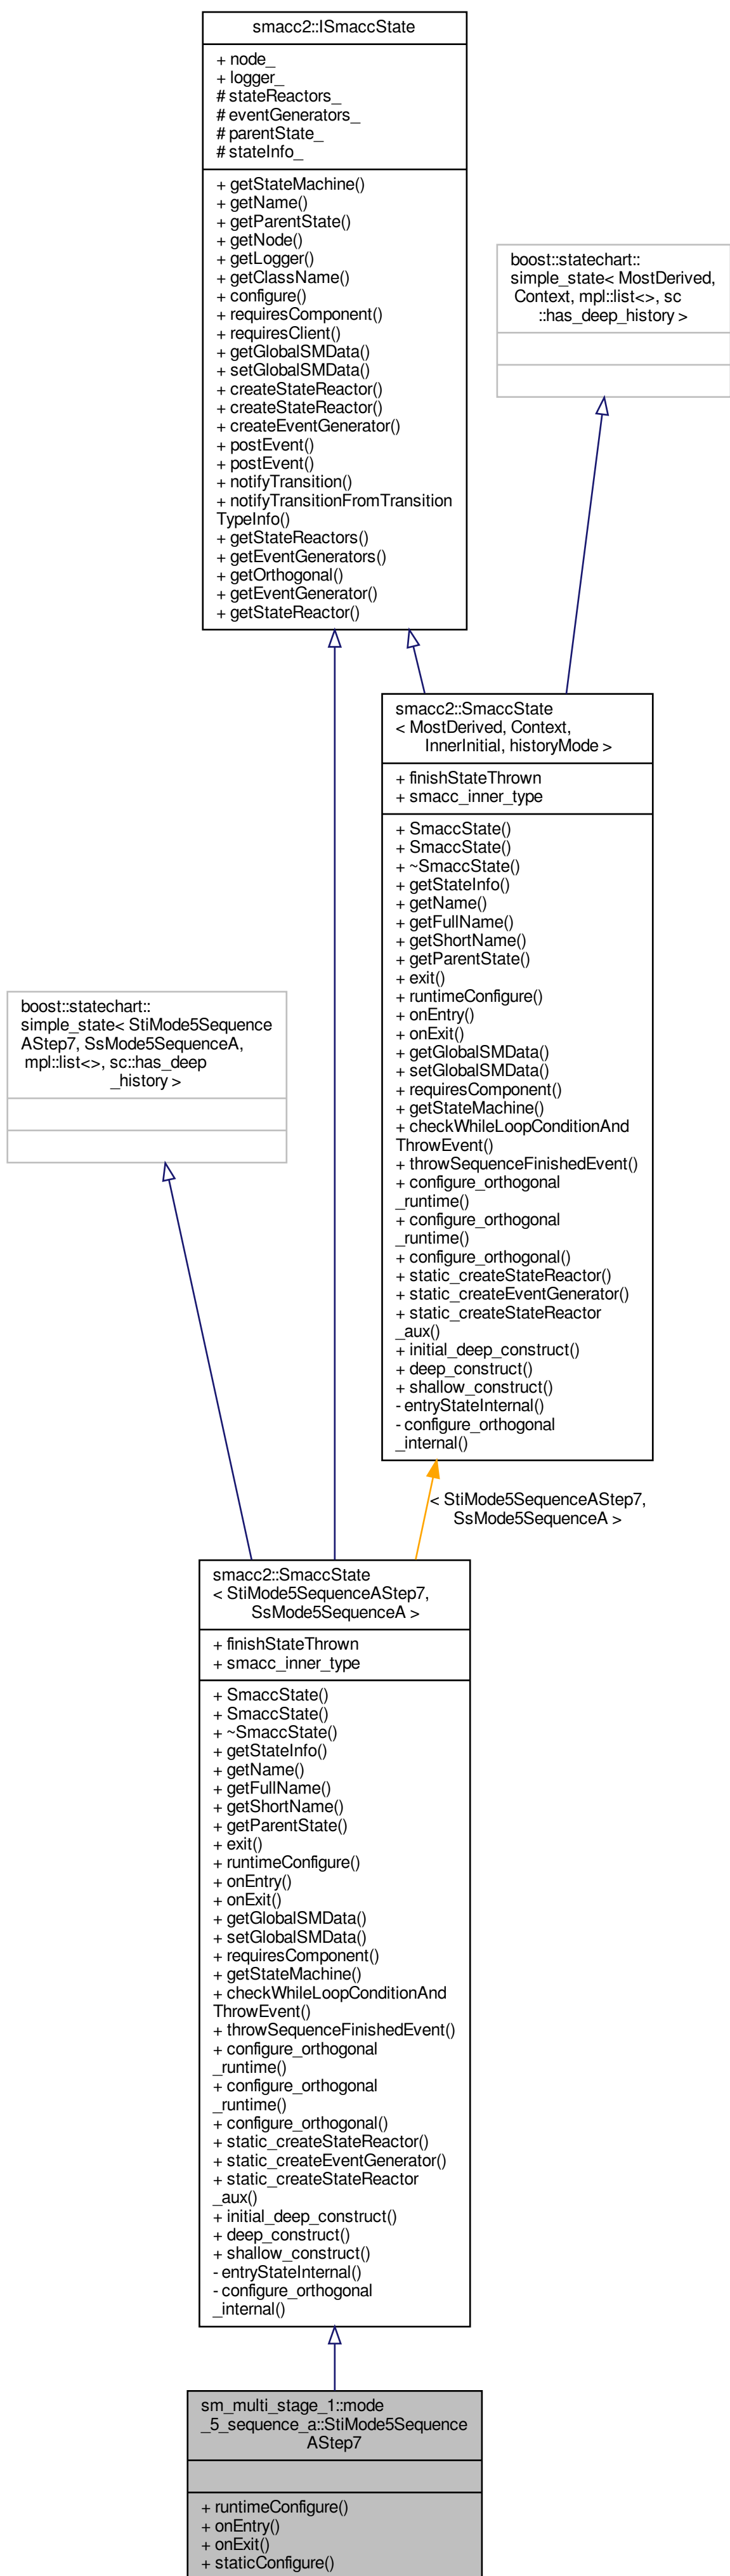 smacc2::ISmaccState
+ node_
+ logger_
# stateReactors_
# eventGenerators_
# parentState_
# stateInfo_
+ getStateMachine()
+ getName()
+ getParentState()
+ getNode()
+ getLogger()
+ getClassName()
+ configure()
+ requiresComponent()
+ requiresClient()
+ getGlobalSMData()
+ setGlobalSMData()
+ createStateReactor()
+ createStateReactor()
+ createEventGenerator()
+ postEvent()
+ postEvent()
+ notifyTransition()
+ notifyTransitionFromTransition
TypeInfo()
+ getStateReactors()
+ getEventGenerators()
+ getOrthogonal()
+ getEventGenerator()
+ getStateReactor()
boost::statechart::
simple_state< MostDerived,
Context, mpl::list<>, sc
::has_deep_history >
smacc2::SmaccState
< MostDerived, Context,
InnerInitial, historyMode >
+ finishStateThrown
+ smacc_inner_type
+ SmaccState()
+ SmaccState()
+ ~SmaccState()
+ getStateInfo()
+ getName()
+ getFullName()
+ getShortName()
+ getParentState()
+ exit()
+ runtimeConfigure()
+ onEntry()
+ onExit()
+ getGlobalSMData()
+ setGlobalSMData()
+ requiresComponent()
+ getStateMachine()
+ checkWhileLoopConditionAnd
ThrowEvent()
+ throwSequenceFinishedEvent()
+ configure_orthogonal
_runtime()
+ configure_orthogonal
_runtime()
+ configure_orthogonal()
+ static_createStateReactor()
+ static_createEventGenerator()
+ static_createStateReactor
_aux()
+ initial_deep_construct()
+ deep_construct()
+ shallow_construct()
- entryStateInternal()
- configure_orthogonal
_internal()
boost::statechart::
simple_state< StiMode5Sequence
AStep7, SsMode5SequenceA,
mpl::list<>, sc::has_deep
_history >
< StiMode5SequenceAStep7,
SsMode5SequenceA >
smacc2::SmaccState
< StiMode5SequenceAStep7,
SsMode5SequenceA >
+ finishStateThrown
+ smacc_inner_type
+ SmaccState()
+ SmaccState()
+ ~SmaccState()
+ getStateInfo()
+ getName()
+ getFullName()
+ getShortName()
+ getParentState()
+ exit()
+ runtimeConfigure()
+ onEntry()
+ onExit()
+ getGlobalSMData()
+ setGlobalSMData()
+ requiresComponent()
+ getStateMachine()
+ checkWhileLoopConditionAnd
ThrowEvent()
+ throwSequenceFinishedEvent()
+ configure_orthogonal
_runtime()
+ configure_orthogonal
_runtime()
+ configure_orthogonal()
+ static_createStateReactor()
+ static_createEventGenerator()
+ static_createStateReactor
_aux()
+ initial_deep_construct()
+ deep_construct()
+ shallow_construct()
- entryStateInternal()
- configure_orthogonal
_internal()
sm_multi_stage_1::mode
_5_sequence_a::StiMode5Sequence
AStep7
+ runtimeConfigure()
+ onEntry()
+ onExit()
+ staticConfigure()